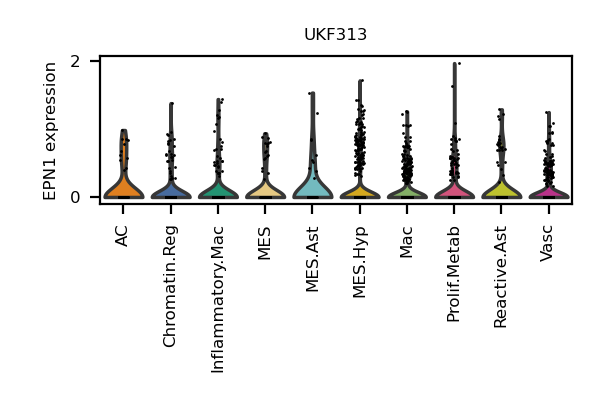 UKF313
EPN1 expression
2
0
AC
Chromatin.Reg
Inflammatory.Mac
MES
MES.Ast
MES.Hyp
Mac
Prolif.Metab
Reactive.Ast
Vasc